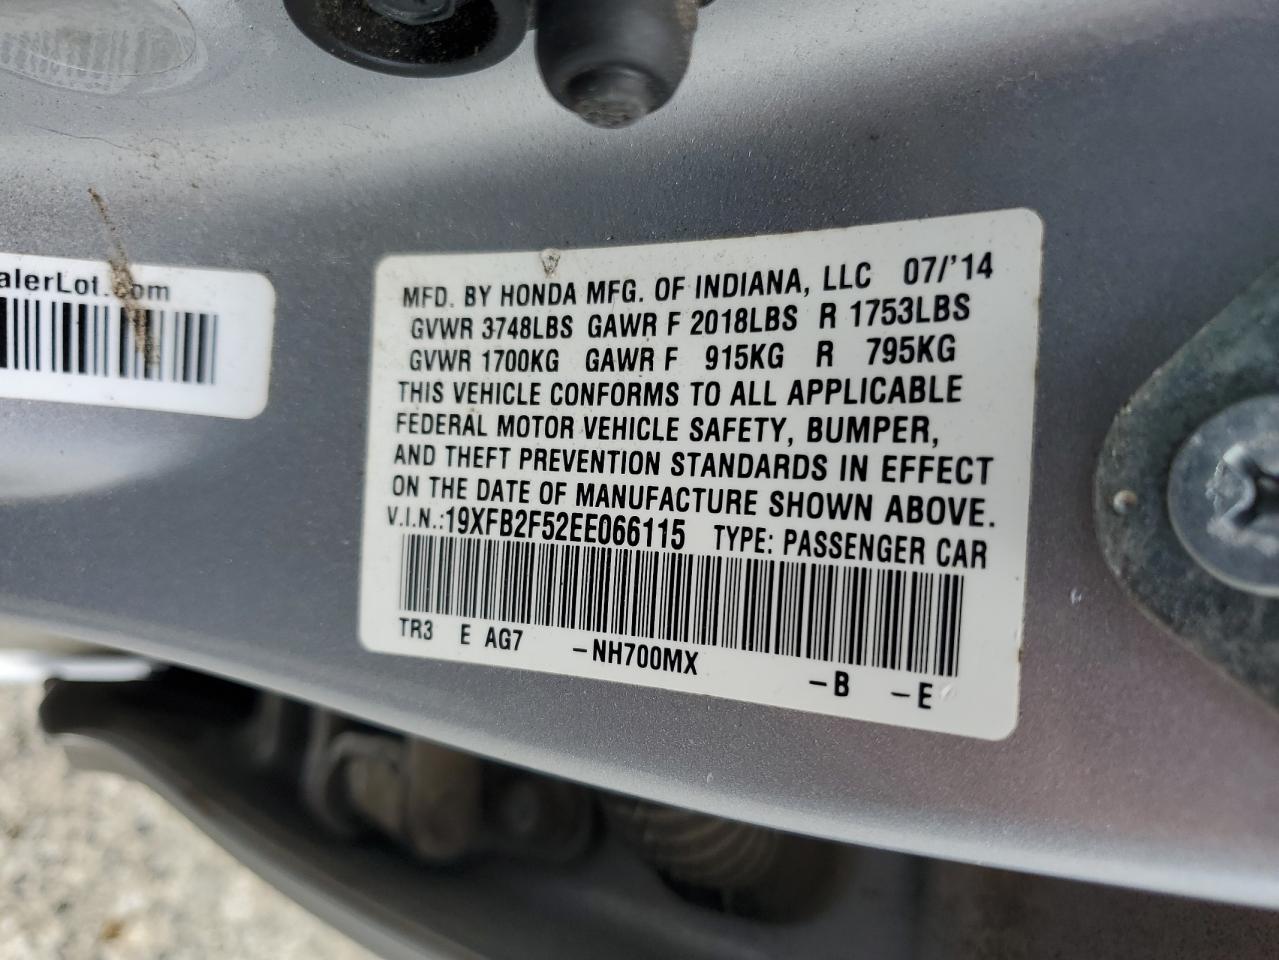 alerLot.com
MFD. BY HONDA MFG. OF INDIANA, LLC 07/'14
GVWR 3748LBS GAWR F 2018LBS R 1753LBS
GVWR 1700KG GAWR F 915KG R 795KG
THIS VEHICLE CONFORMS TO ALL APPLICABLE
FEDERAL MOTOR VEHICLE SAFETY, BUMPER,
AND THEFT PREVENTION STANDARDS IN EFFECT
ON THE DATE OF MANUFACTURE SHOWN ABOVE.
V.I.N.:19XFB2F52EE066115 TYPE: PASSENGER CAR
TR3 E AG7 -NH700MX -B -E